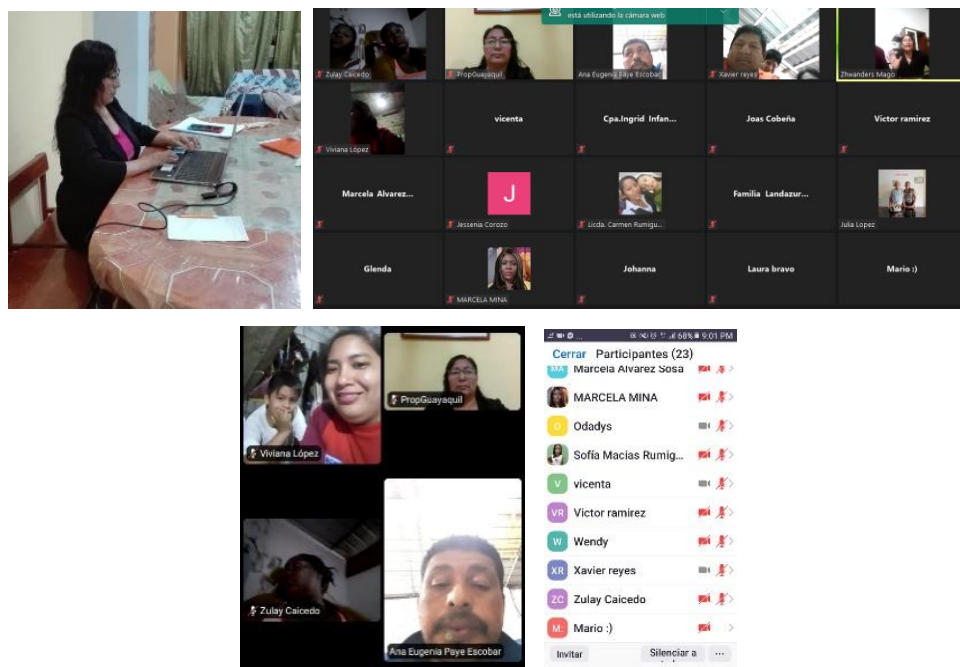 está utilizando la cámara web
Zulay Caicedo
PropGuayaquil
Ana Eugenia Paye Escobar
Xavier reyes
Zhwanders Mago
Viviana López
vicenta
Cpa.Ingrid Infan...
Joas Cobeña
Victor ramirez
Marcela Alvarez...
J
Jessenia Corozo
Licda. Carmen Rumigu...
Familia Landazur...
Julia Lopez
Glenda
MARCELA MINA
Johanna
Laura bravo
Mario :)
Viviana López
PropGuayaquil
Zulay Caicedo
Ana Eugenia Paye Escobar
68% 9:01 PM
Cerrar Participantes (23)
MA Marcela Alvarez Sosa
MARCELA MINA
O Odadys
Sofía Macias Rumig...
V vicenta
VR Victor ramirez
W Wendy
XR Xavier reyes
ZC Zulay Caicedo
M: Mario :)
Invitar Silenciar a ...